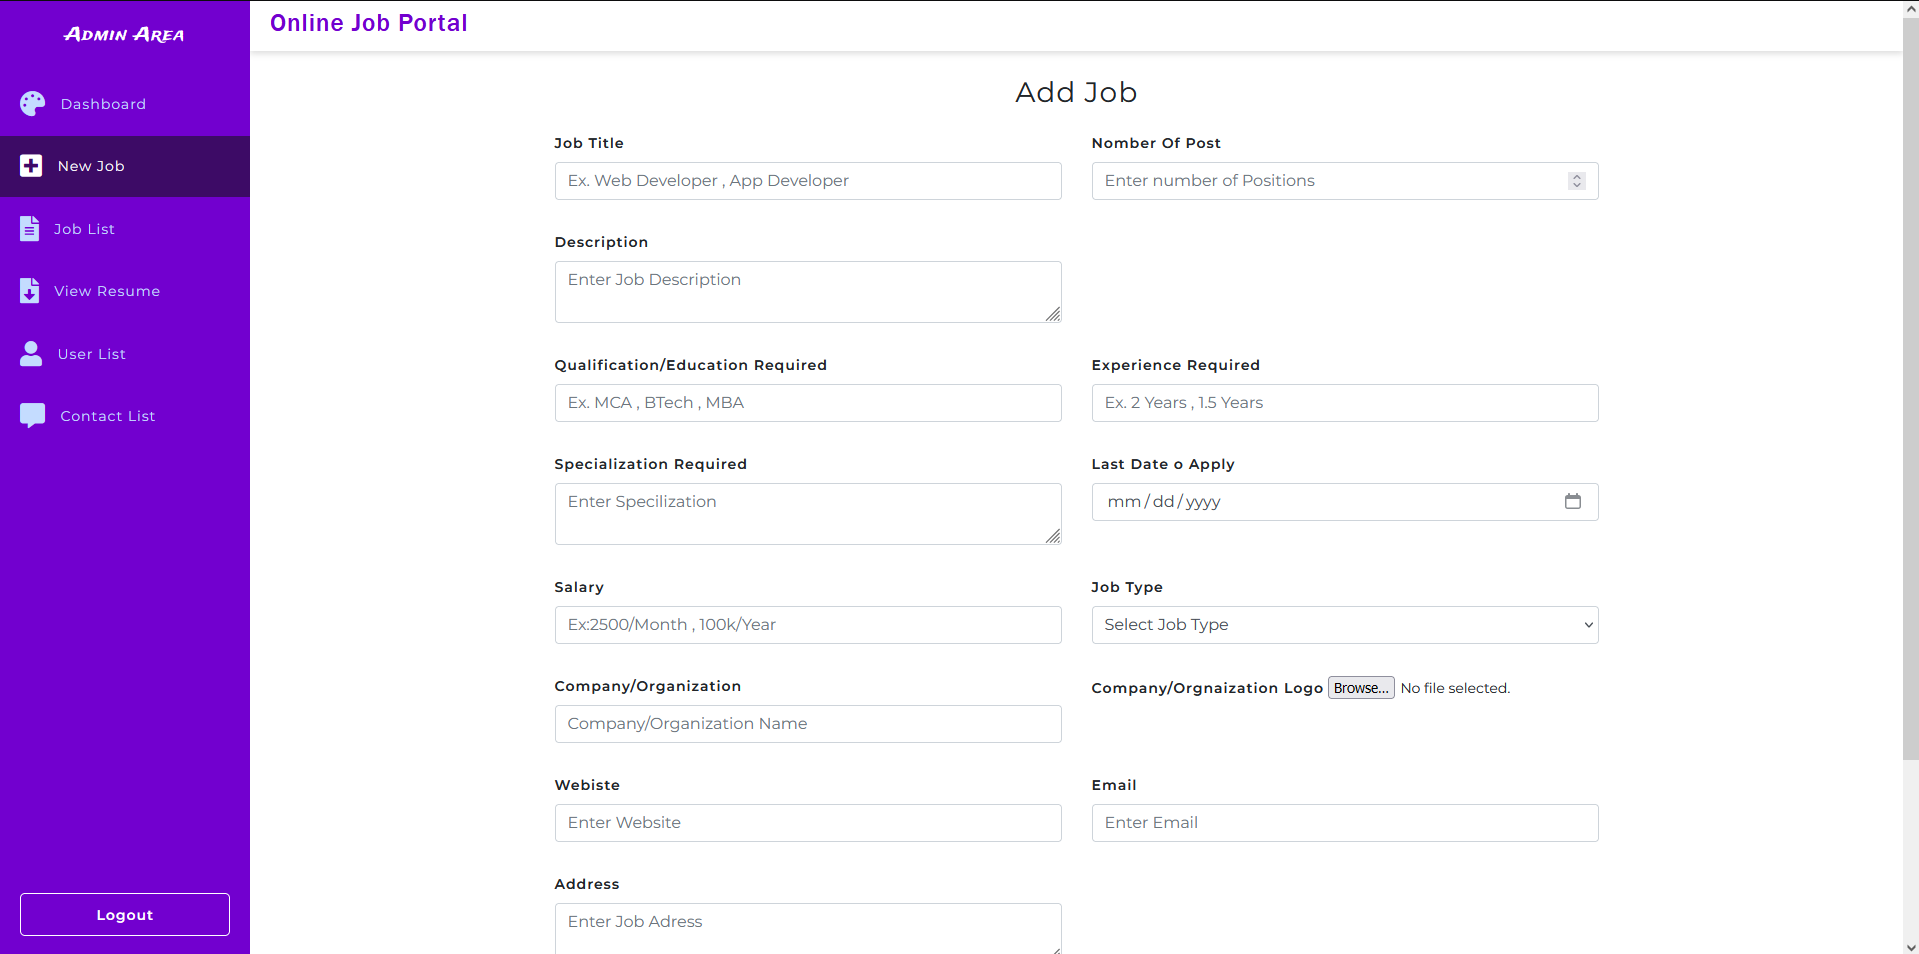 Admin Area
Online Job Portal
Dashboard
New Job
Job List
View Resume
User List
Contact List
Logout
Add Job
Job Title
Ex. Web Developer , App Developer
Nomber Of Post
Enter number of Positions
Description
Enter Job Description
Qualification/Education Required
Ex. MCA , BTech , MBA
Experience Required
Ex. 2 Years , 1.5 Years
Specialization Required
Enter Specilization
Last Date o Apply
mm/dd/yyyy
Salary
Ex:2500/Month , 100k/Year
Job Type
Select Job Type
Company/Organization
Company/Organization Name
Company/Orgnaization Logo Browse... No file selected.
Webiste
Enter Website
Email
Enter Email
Address
Enter Job Adress